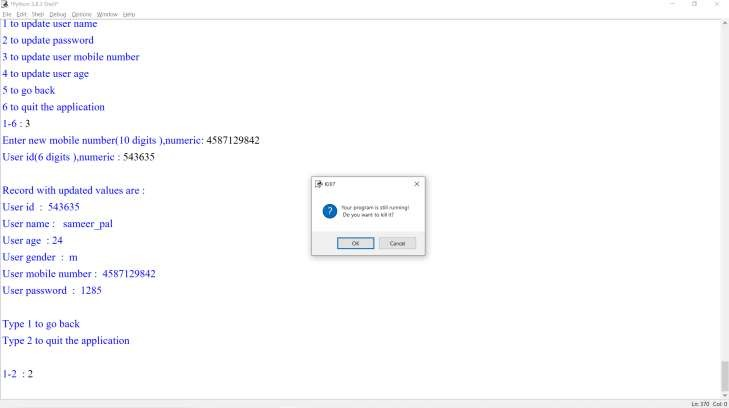 *Python 3.8.3 Shell*
File Edit Shell Debug Options Window Help
1 to update user name
2 to update password
3 to update user mobile number
4 to update user age
5 to go back
6 to quit the application
1-6 : 3
Enter new mobile number(10 digits ),numeric: 4587129842
User id(6 digits ),numeric : 543635
Record with updated values are :
User id : 543635
User name : sameer_pal
User age : 24
User gender : m
User mobile number : 4587129842
User password : 1285
Type 1 to go back
Type 2 to quit the application
1-2 : 2
Kill?
Your program is still running!
Do you want to kill it?
OK Cancel
Ln: 370 Col: 0